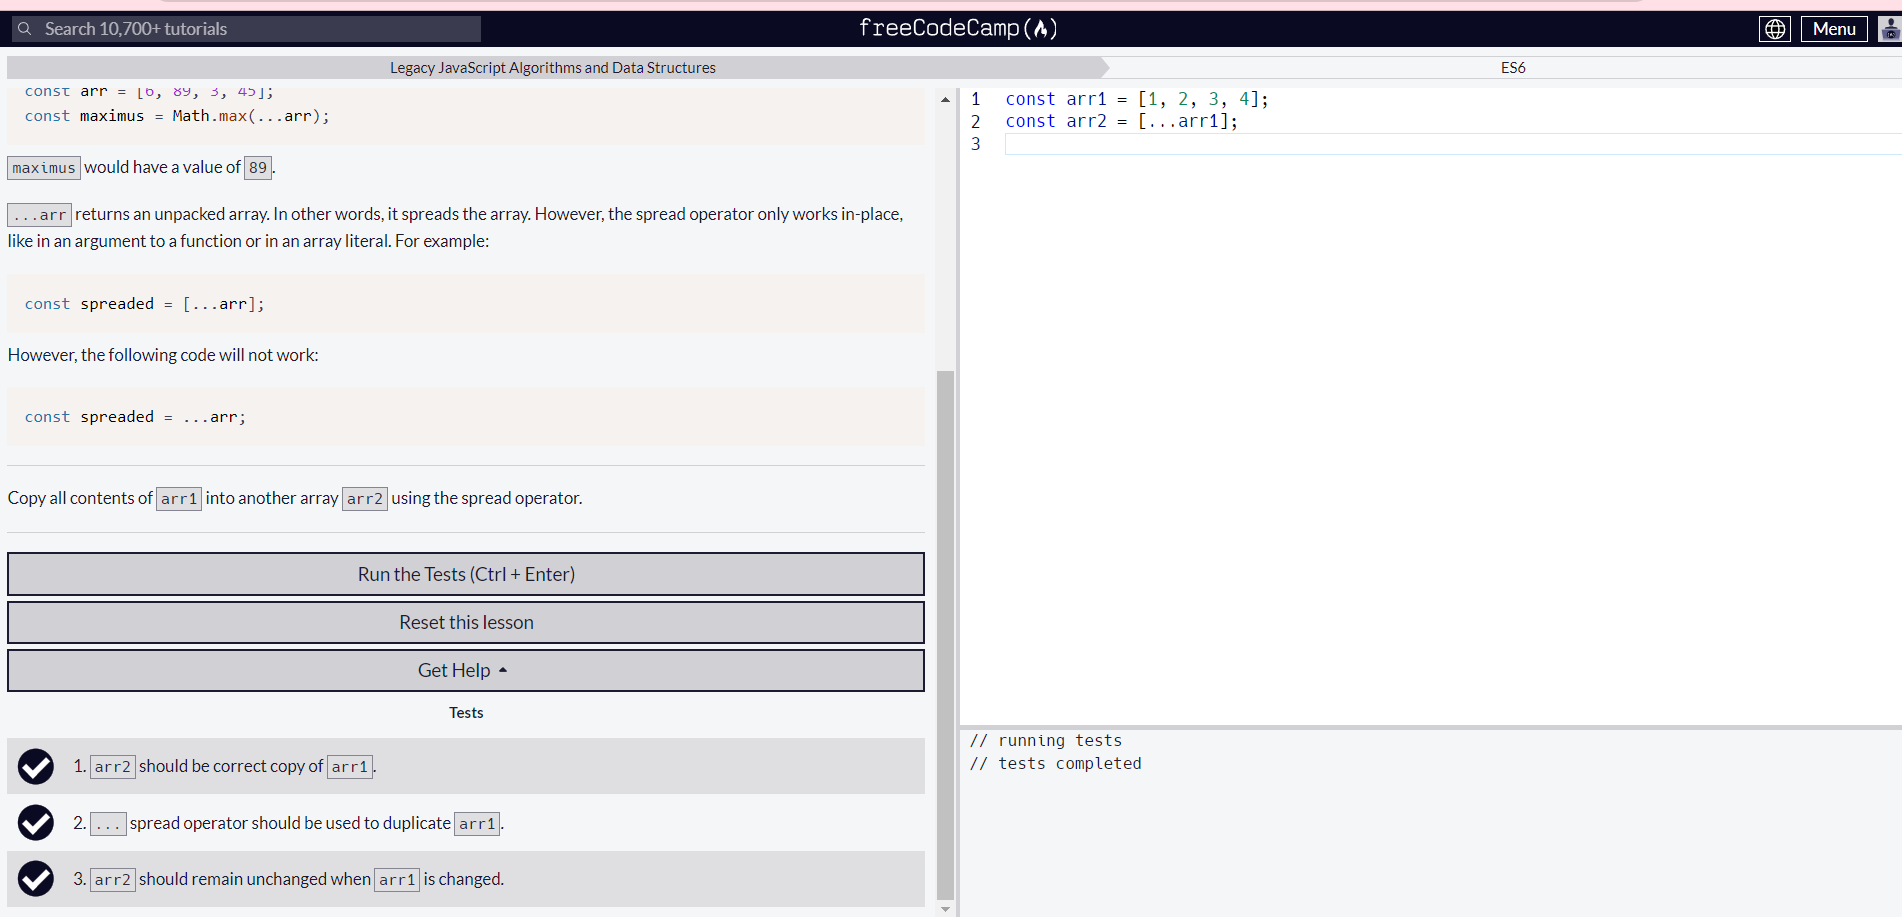 Search 10,700+ tutorials
freeCodeCamp
Menu
Legacy JavaScript Algorithms and Data Structures
ES6
const arr = [6, 89, 3, 45];
const maximus = Math.max(...arr);
maximus would have a value of 89.
...arr returns an unpacked array. In other words, it spreads the array. However, the spread operator only works in-place,
like in an argument to a function or in an array literal. For example:
const spreaded = [...arr];
However, the following code will not work:
const spreaded = ...arr;
Copy all contents of arr1 into another array arr2 using the spread operator.
Run the Tests (Ctrl + Enter)
Reset this lesson
Get Help
Tests
1. arr2 should be correct copy of arr1.
2. ... spread operator should be used to duplicate arr1.
3. arr2 should remain unchanged when arr1 is changed.
1 const arr1 = [1, 2, 3, 4];
2 const arr2 = [...arr1];
3
// running tests
// tests completed